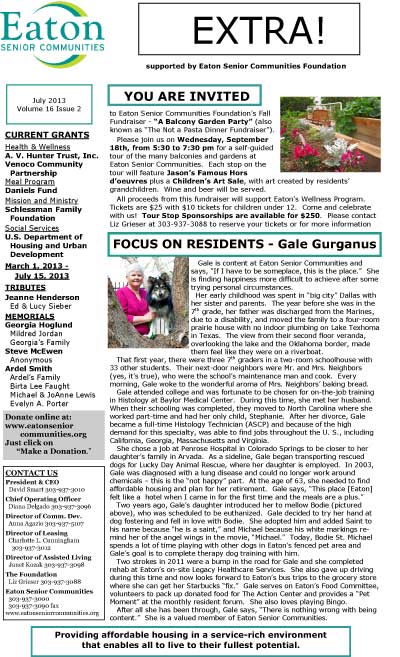 Eaton
SENIOR COMMUNITIES
EXTRA!
supported by Eaton Senior Communities Foundation
July 2013
Volume 16 Issue 2
CURRENT GRANTS
Health & Wellness
A. V. Hunter Trust, Inc.
Venoco Community
Partnership
Meal Program
Daniels Fund
Mission and Ministry
Schlessman Family
Foundation
Social Services
U.S. Department of
Housing and Urban
Development
March 1, 2013 -
July 15, 2013
TRIBUTES
Jeanne Henderson
Ed & Lucy Sieber
MEMORIALS
Georgia Hoglund
Mildred Jordan
Georgia's Family
Steve McEwen
Anonymous
Ardel Smith
Ardel's Family
Birta Lee Faught
Michael & JoAnne Lewis
Evelyn A. Porter
Donate online at:
www.eatonsenior
communities.org
Just click on
"Make a Donation."
CONTACT US
President & CEO
David Smart 303-937-3010
Chief Operating Officer
Diana Delgado 303-937-3096
Director of Comm. Dev.
Anna Agazio 303-937-5107
Director of Leasing
Charlotte L. Cunningham
303-937-3012
Director of Assisted Living
Janet Kozak 303-937-3098
The Foundation
Liz Grieser 303-937-3088
Eaton Senior Communities
303-937-3000
303-937-3090 fax
www.eatonseniorcommunities.org
YOU ARE INVITED
to Eaton Senior Communities Foundation's Fall
Fundraiser - "A Balcony Garden Party" (also
known as "The Not a Pasta Dinner Fundraiser").
Please join us on Wednesday, September
18th, from 5:30 to 7:30 pm for a self-guided
tour of the many balconies and gardens at
Eaton Senior Communities. Each stop on the
tour will feature Jason's Famous Hors
d'oeuvres plus a Children's Art Sale, with art created by residents'
grandchildren. Wine and beer will be served.
All proceeds from this fundraiser will support Eaton's Wellness Program.
Tickets are $25 with $10 tickets for children under 12. Come and celebrate
with us! Tour Stop Sponsorships are available for $250. Please contact
Liz Grieser at 303-937-3088 to reserve your tickets or for more information
FOCUS ON RESIDENTS - Gale Gurganus
Gale is content at Eaton Senior Communities and
says, "If I have to be someplace, this is the place." She
is finding happiness more difficult to achieve after some
trying personal circumstances.
Her early childhood was spent in "big city" Dallas with
her sister and parents. The year before she was in the
7th grade, her father was discharged from the Marines,
due to a disability, and moved the family to a four-room
prairie house with no indoor plumbing on Lake Texhoma
in Texas. The view from their second floor veranda,
overlooking the lake and the Oklahoma border, made
them feel like they were on a riverboat.
That first year, there were three 7th graders in a two-room schoolhouse with
33 other students. Their next-door neighbors were Mr. and Mrs. Neighbors
(yes, it's true), who were the school's maintenance man and cook. Every
morning, Gale woke to the wonderful aroma of Mrs. Neighbors' baking bread.
Gale attended college and was fortunate to be chosen for on-the-job training
in Histology at Baylor Medical Center. During this time, she met her husband.
When their schooling was completed, they moved to North Carolina where she
worked part-time and had her only child, Stephanie. After her divorce, Gale
became a full-time Histology Technician (ASCP) and because of the high
demand for this specialty, was able to find jobs throughout the U. S., including
California, Georgia, Massachusetts and Virginia.
She chose a job at Penrose Hospital in Colorado Springs to be closer to her
daughter's family in Arvada. As a sideline, Gale began transporting rescued
dogs for Lucky Day Animal Rescue, where her daughter is employed. In 2003,
Gale was diagnosed with a lung disease and could no longer work around
chemicals – this is the "not happy" part. At the age of 63, she needed to find
affordable housing and plan for her retirement. Gale says, "This place [Eaton]
felt like a hotel when I came in for the first time and the meals are a plus."
Two years ago, Gale's daughter introduced her to mellow Bodie (pictured
above), who was scheduled to be euthanized. Gale decided to try her hand at
dog fostering and fell in love with Bodie. She adopted him and added Saint to
his name because "he is a saint," and Michael because his white markings re-
mind her of the angel wings in the movie, "Michael." Today, Bodie St. Michael
spends a lot of time playing with other dogs in Eaton's fenced pet area and
Gale's goal is to complete therapy dog training with him.
Two strokes in 2011 were a bump in the road for Gale and she completed
rehab at Eaton's on-site Legacy Healthcare Services. She also gave up driving
during this time and now looks forward to Eaton's bus trips to the grocery store
where she can get her Starbucks "fix." Gale serves on Eaton's Food Committee,
volunteers to pack up donated food for The Action Center and provides a "Pet
Moment" at the monthly resident forum. She also loves playing Bingo.
After all she has been through, Gale says, "There is nothing wrong with being
content." She is a valued member of Eaton Senior Communities.
Providing affordable housing in a service-rich environment
that enables all to live to their fullest potential.